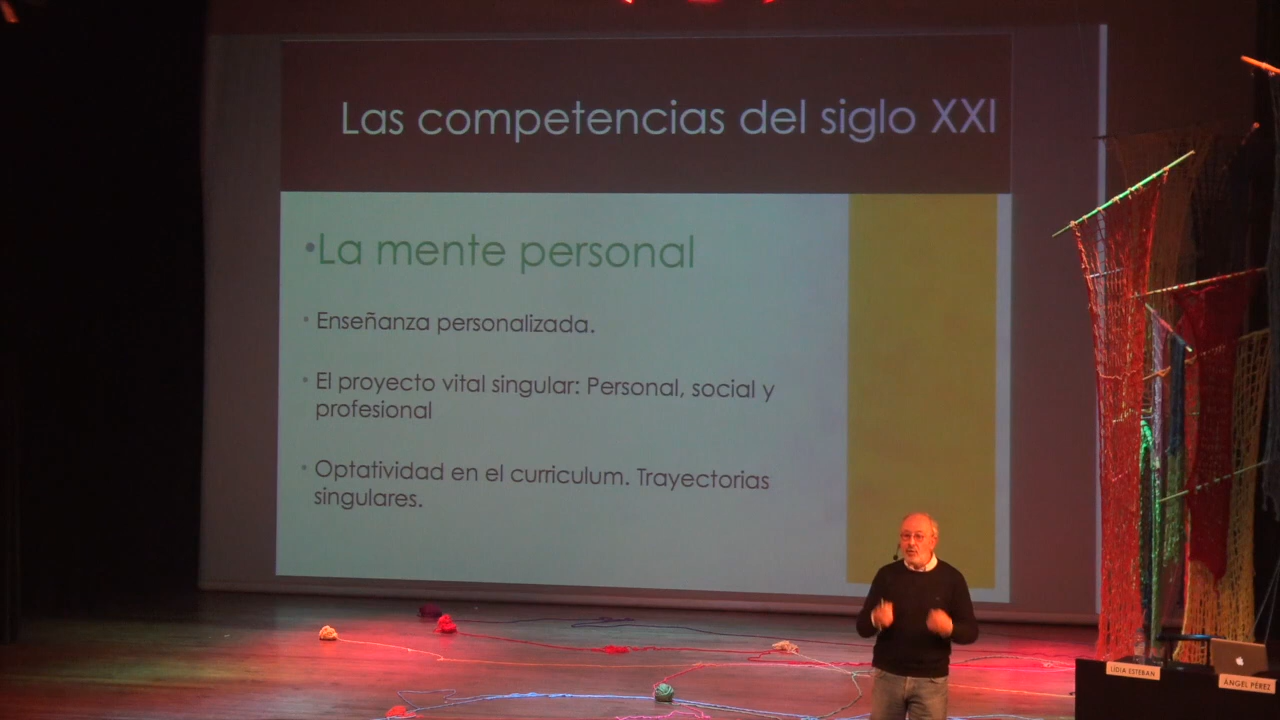 Las competencias del siglo XXI
•La mente personal
• Enseñanza personalizada.
• El proyecto vital singular: Personal, social y
profesional
• Optatividad en el curriculum. Trayectorias
singulares.
LÍDIA ESTEBAN
ÁNGEL PÉREZ